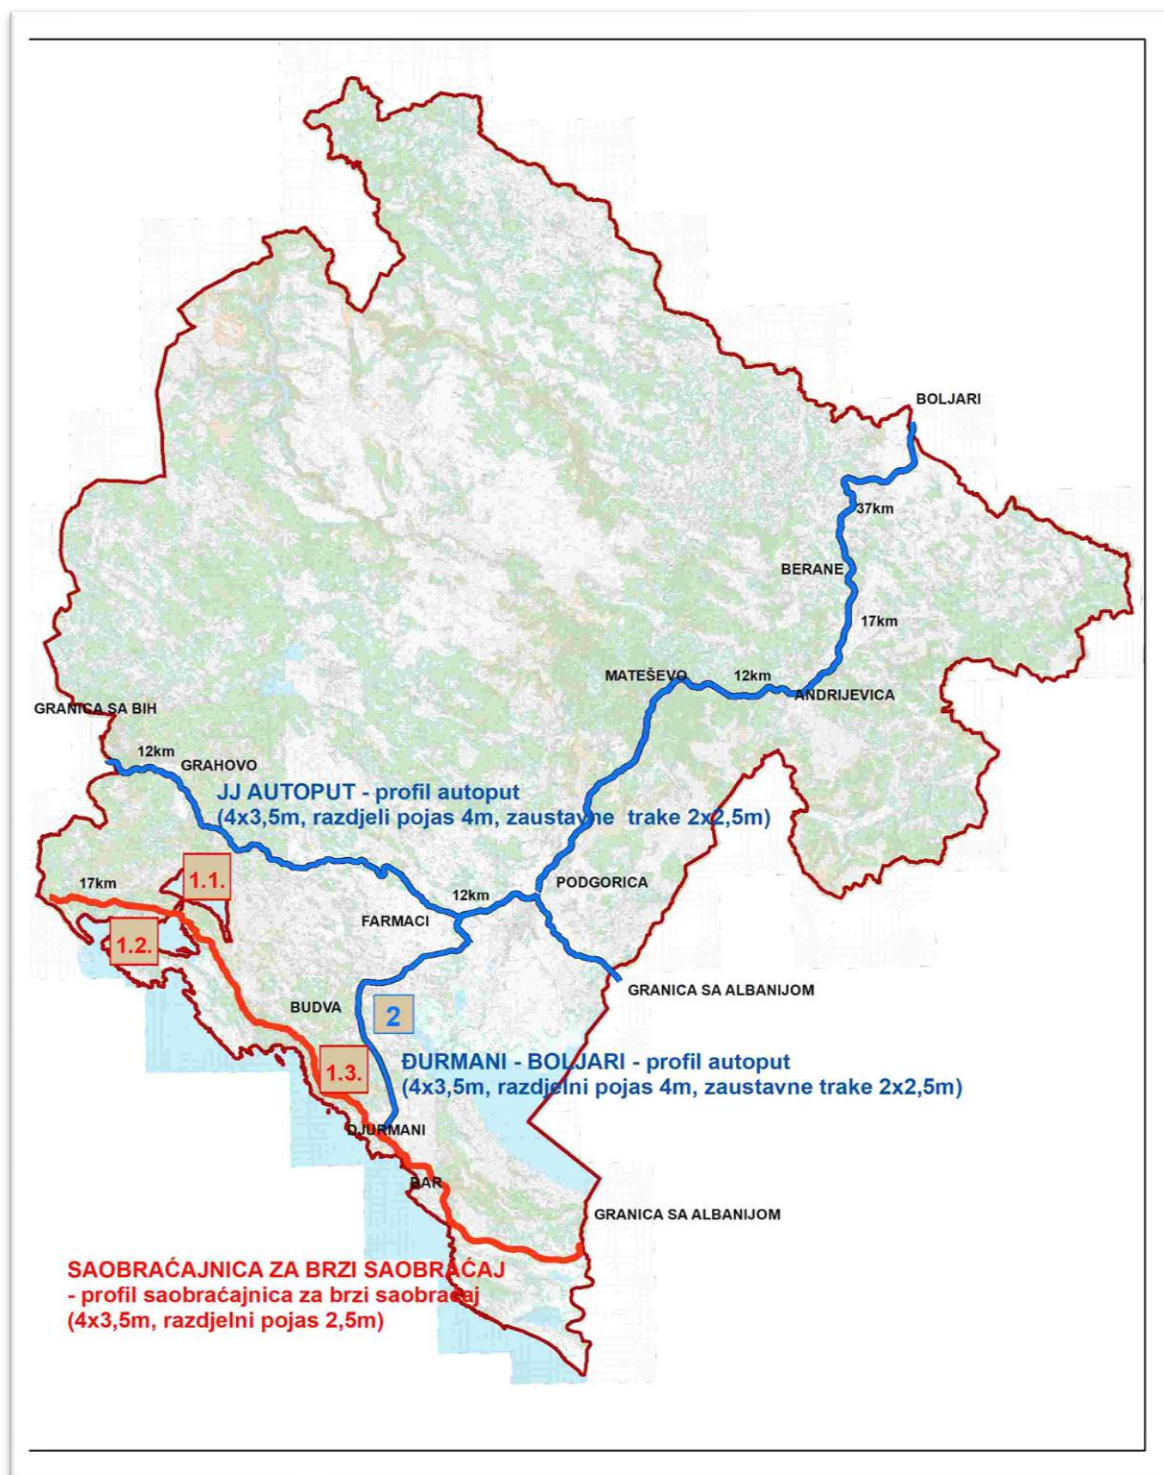 BOLJARI
37km
BERANE
17km
MATEŠEVO
12km
ANDRIJEVICA
GRANICA SA BIH
12km
GRAHOVO
JJ AUTOPUT - profil autoput
(4x3,5m, razdjeli pojas 4m, zaustavne trake 2x2,5m)
17km
1.1.
PODGORICA
12km
FARMACI
1.2.
GRANICA SA ALBANIJOM
BUDVA
2
ĐURMANI - BOLJARI - profil autoput
(4x3,5m, razdjelni pojas 4m, zaustavne trake 2x2,5m)
1.3.
DJURMANI
BAR
GRANICA SA ALBANIJOM
SAOBRAĆAJNICA ZA BRZI SAOBRAĆAJ
- profil saobraćajnica za brzi saobraćaj
(4x3,5m, razdjelni pojas 2,5m)